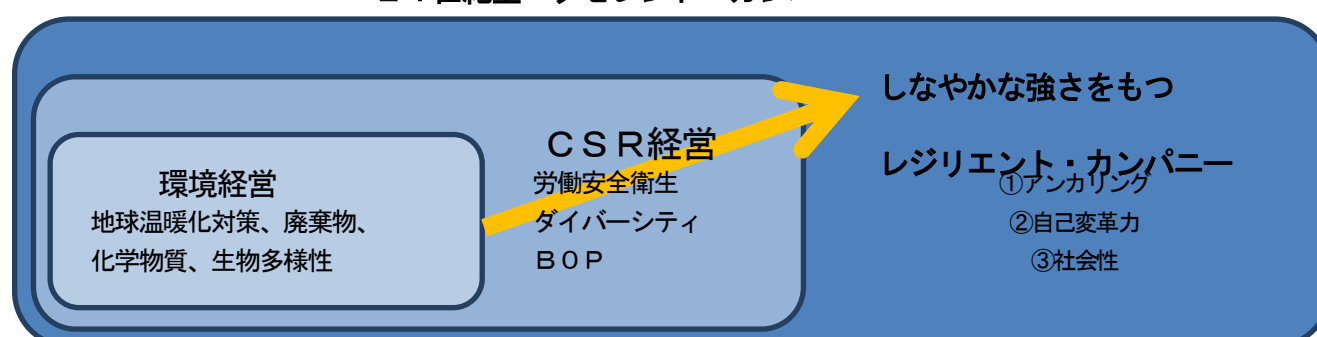 しなやかな強さをもつ
レジリエント・カンパニー
①アンカリング
②自己変革力
③社会性
ＣＳＲ経営
労働安全衛生
ダイバーシティ
ＢＯＰ
環境経営
地球温暖化対策、廃棄物、
化学物質、生物多様性